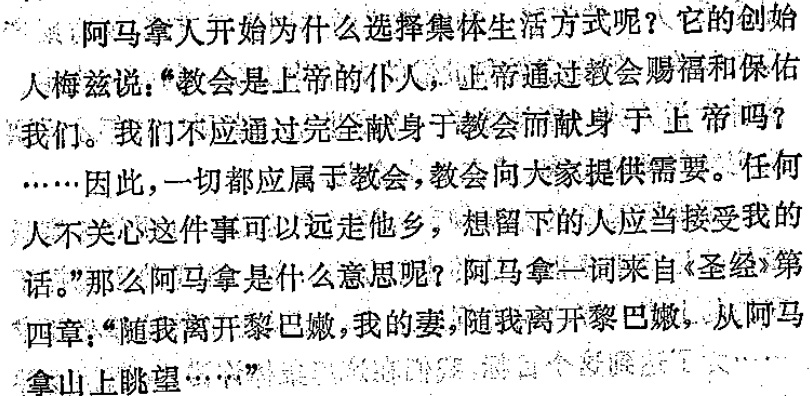 阿马拿人开始为什么选择集体生活方式呢？它的创始
人梅兹说：“教会是上帝的仆人，上帝通过教会赐福和保佑
我们。我们不应通过完全献身于教会而献身于上帝吗？
……因此，一切都应属于教会，教会向大家提供需要。任何
人不关心这件事可以远走他乡，想留下的人应当接受我的
话。”那么阿马拿是什么意思呢？阿马拿一词来自《圣经》第
四章：“随我离开黎巴嫩，我的妻，随我离开黎巴嫩。从阿马
拿山上眺望……”